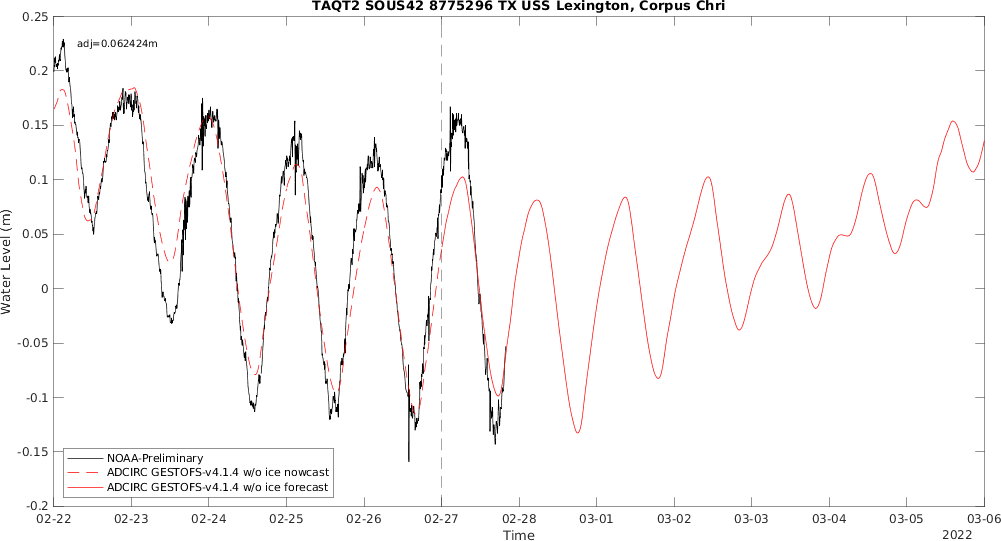 TAQT2 SOUS42 8775296 TX USS Lexington, Corpus Chri
adj=0.062424m
0.25
0.2
0.15
0.1
0.05
0
-0.05
-0.1
-0.15
-0.2
Water Level (m)
NOAA-Preliminary
ADCIRC GESTOFS-v4.1.4 w/o ice nowcast
ADCIRC GESTOFS-v4.1.4 w/o ice forecast
02-22 02-23 02-24 02-25 02-26 02-27 02-28 03-01 03-02 03-03 03-04 03-05 03-06
Time
2022